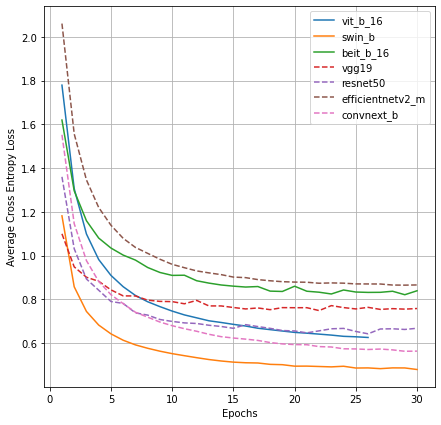 vit_b_16
swin_b
beit_b_16
vgg19
resnet50
efficientnetv2_m
convnext_b
2.0
1.8
1.6
1.4
1.2
1.0
0.8
0.6
Average Cross Entropy Loss
0 5 10 15 20 25 30
Epochs